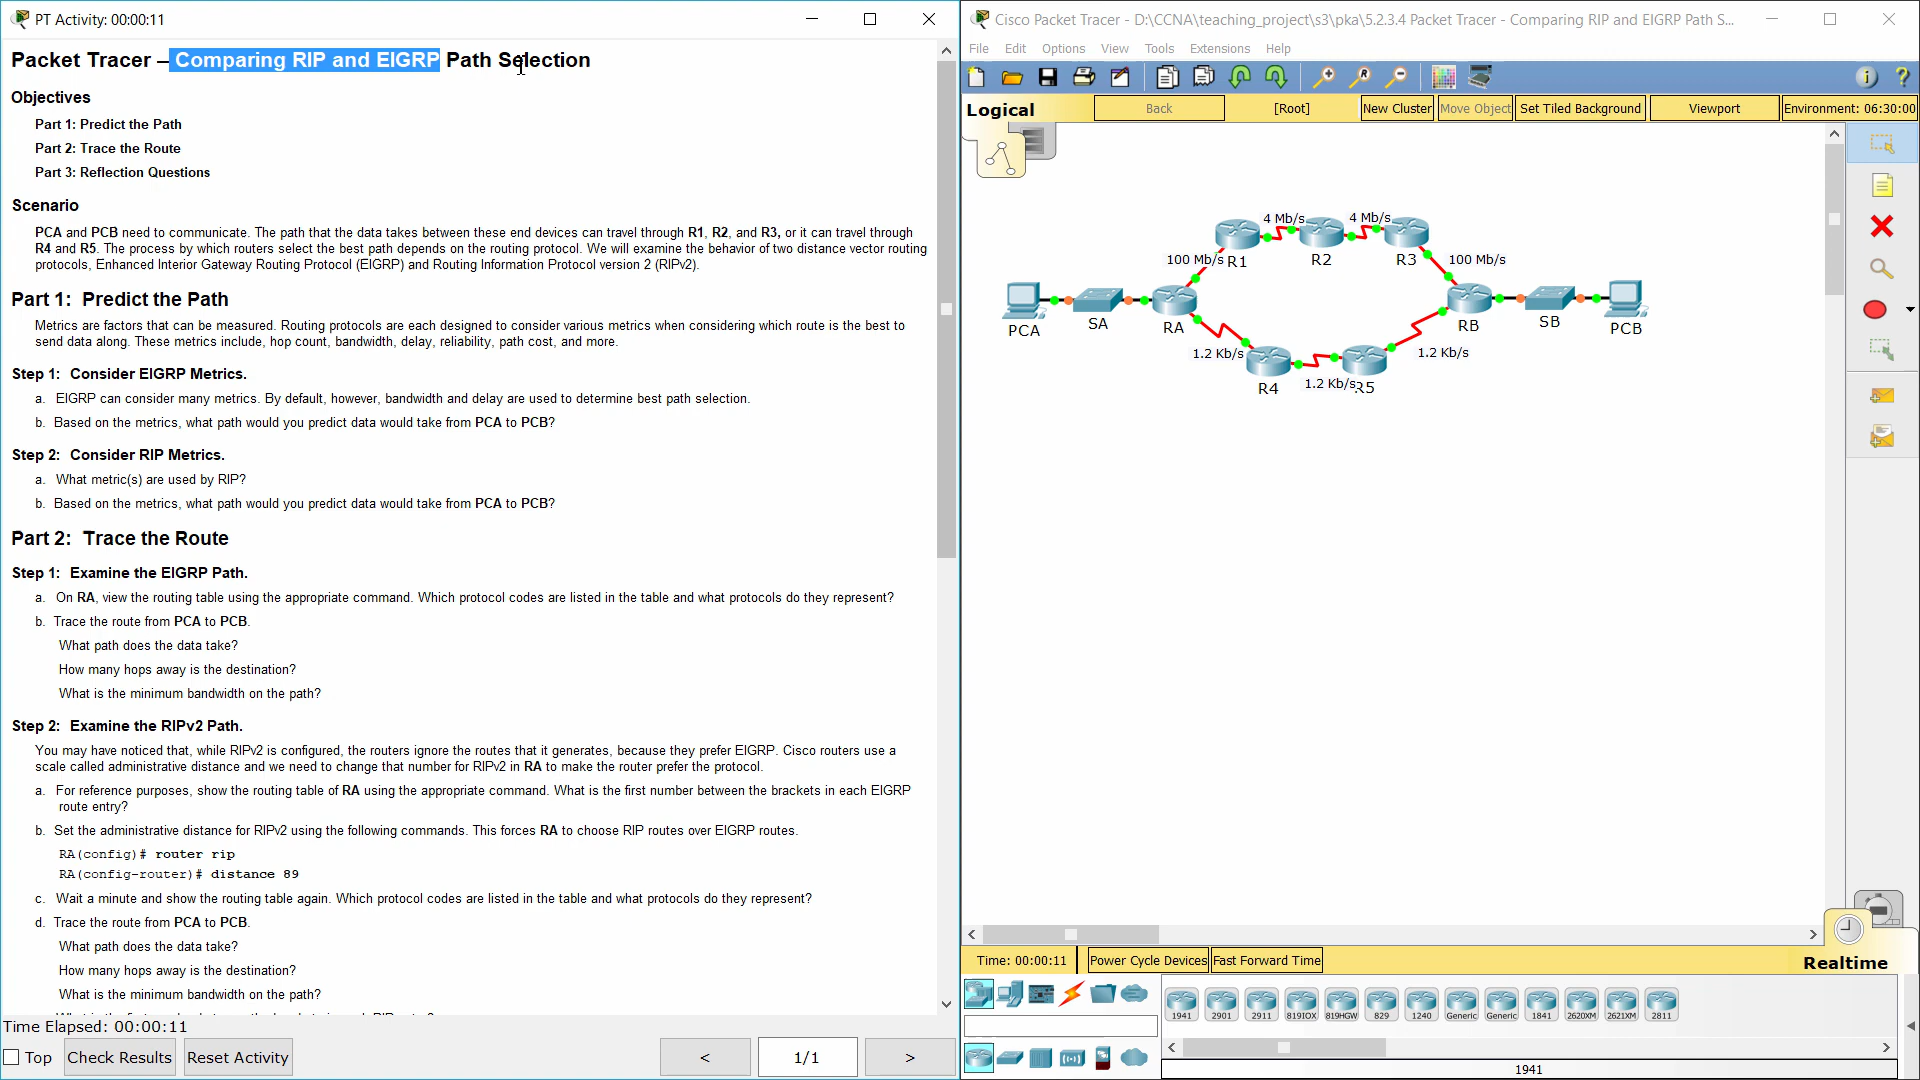 PT Activity: 00:00:11
Packet Tracer – Comparing RIP and EIGRP Path Selection
Objectives
Part 1: Predict the Path
Part 2: Trace the Route
Part 3: Reflection Questions
Scenario
PCA and PCB need to communicate. The path that the data takes between these end devices can travel through R1, R2, and R3, or it can travel through
R4 and R5. The process by which routers select the best path depends on the routing protocol. We will examine the behavior of two distance vector routing
protocols, Enhanced Interior Gateway Routing Protocol (EIGRP) and Routing Information Protocol version 2 (RIPv2).
Part 1: Predict the Path
Metrics are factors that can be measured. Routing protocols are each designed to consider various metrics when considering which route is the best to
send data along. These metrics include, hop count, bandwidth, delay, reliability, path cost, and more.
Step 1: Consider EIGRP Metrics.
a. EIGRP can consider many metrics. By default, however, bandwidth and delay are used to determine best path selection.
b. Based on the metrics, what path would you predict data would take from PCA to PCB?
Step 2: Consider RIP Metrics.
a. What metric(s) are used by RIP?
b. Based on the metrics, what path would you predict data would take from PCA to PCB?
Part 2: Trace the Route
Step 1: Examine the EIGRP Path.
a. On RA, view the routing table using the appropriate command. Which protocol codes are listed in the table and what protocols do they represent?
b. Trace the route from PCA to PCB.
What path does the data take?
How many hops away is the destination?
What is the minimum bandwidth on the path?
Step 2: Examine the RIPv2 Path.
You may have noticed that, while RIPv2 is configured, the routers ignore the routes that it generates, because they prefer EIGRP. Cisco routers use a
scale called administrative distance and we need to change that number for RIPv2 in RA to make the router prefer the protocol.
a. For reference purposes, show the routing table of RA using the appropriate command. What is the first number between the brackets in each EIGRP
route entry?
b. Set the administrative distance for RIPv2 using the following commands. This forces RA to choose RIP routes over EIGRP routes.
RA(config)# router rip
RA(config-router)# distance 89
c. Wait a minute and show the routing table again. Which protocol codes are listed in the table and what protocols do they represent?
d. Trace the route from PCA to PCB.
What path does the data take?
How many hops away is the destination?
What is the minimum bandwidth on the path?
Time Elapsed: 00:00:11
Top Check Results Reset Activity < 1/1 >
Cisco Packet Tracer - D:\CCNA\teaching_project\s3\pka\5.2.3.4 Packet Tracer - Comparing RIP and EIGRP Path S...
File Edit Options View Tools Extensions Help
Logical Back [Root] New Cluster Move Object Set Tiled Background Viewport Environment: 06:30:00
4 Mb/s 4 Mb/s
100 Mb/s R1 R2 R3 100 Mb/s
PCA SA RA RB SB PCB
1.2 Kb/s 1.2 Kb/s
R4 1.2 Kb/s R5
Time: 00:00:11 Power Cycle Devices Fast Forward Time Realtime
1941 2901 2911 819IOX 819HGW 829 1240 Generic Generic 1841 2620XM 2621XM 2811
1941